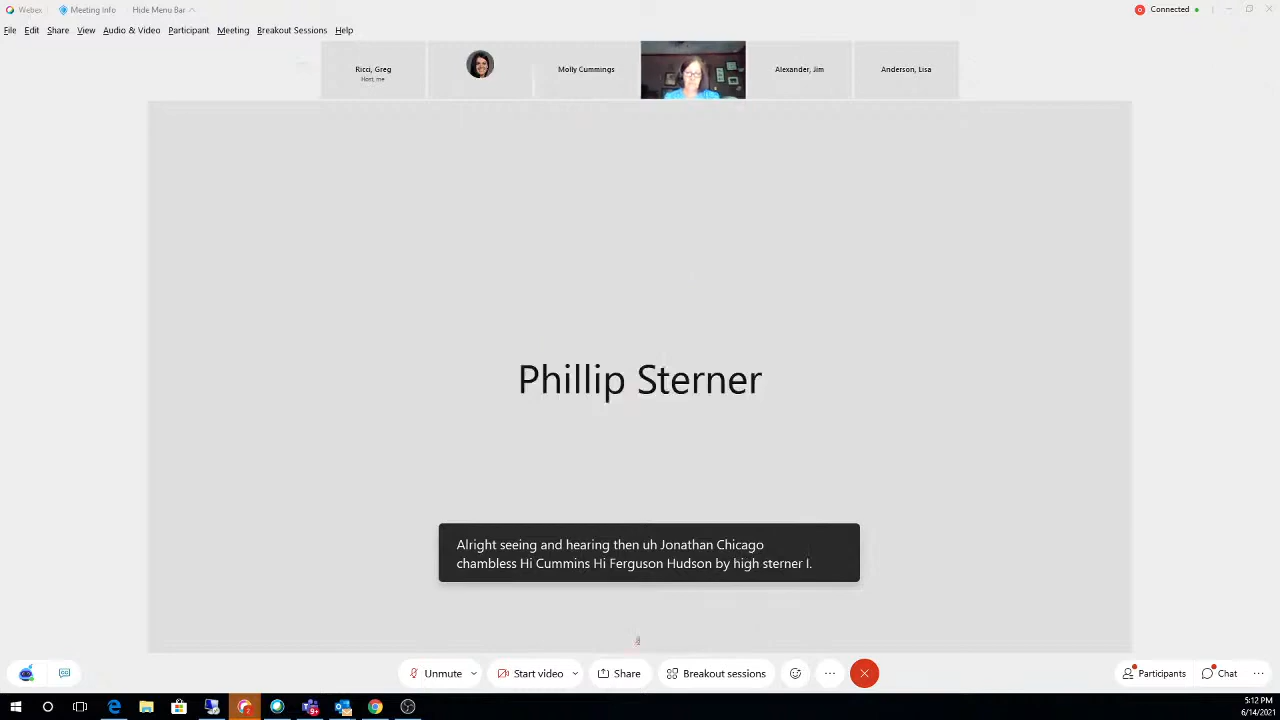 Webex
Meeting Info
Hide Menu Bar
Connected
File
Edit
Share
View
Audio & Video
Participant
Meeting
Breakout Sessions
Help
Ricci, Greg
Host, me
Molly Cummings
Alexander, Jim
Anderson, Lisa
Phillip Sterner
Alright seeing and hearing then uh Jonathan Chicago
chambless Hi Cummins Hi Ferguson Hudson by high sterner I.
Unmute
Start video
Share
Breakout sessions
Participants
Chat
5:12 PM
6/14/2021